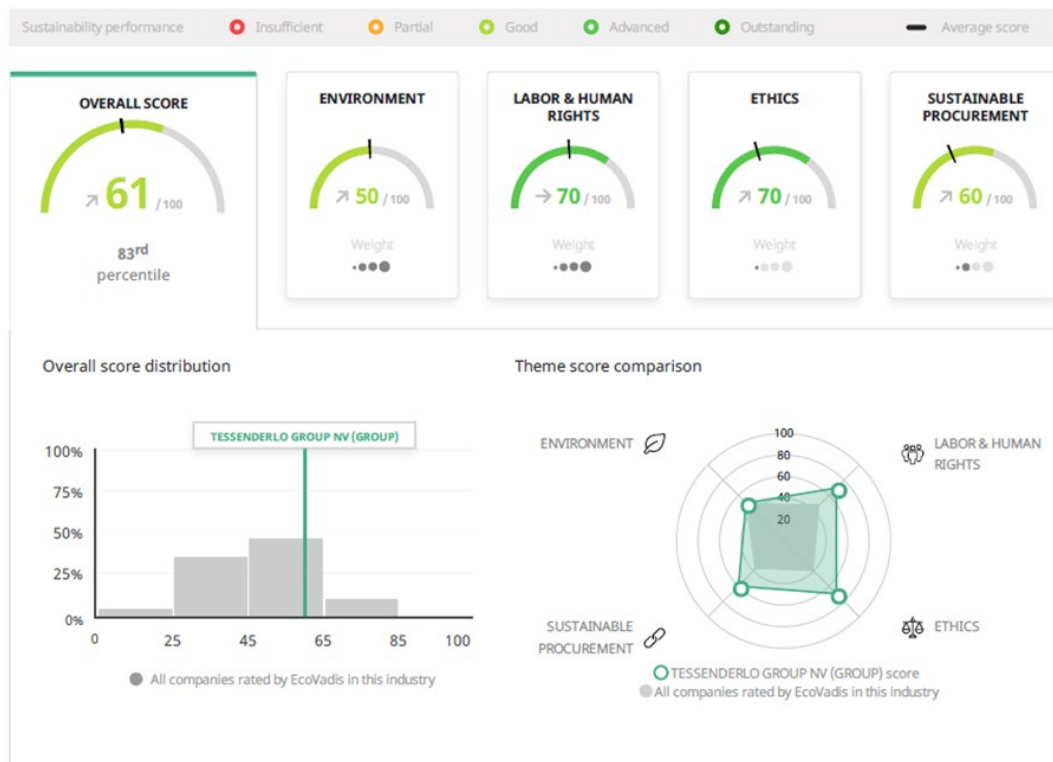 Sustainability performance Insufficient Partial Good Advanced Outstanding Average score
OVERALL SCORE
61 / 100
83rd
percentile
ENVIRONMENT
50 / 100
Weight
LABOR & HUMAN
RIGHTS
70 / 100
Weight
ETHICS
70 / 100
Weight
SUSTAINABLE
PROCUREMENT
60 / 100
Weight
Overall score distribution
TESSENDERLO GROUP NV (GROUP)
100%
75%
50%
25%
0%
0 25 45 65 85 100
All companies rated by EcoVadis in this industry
Theme score comparison
ENVIRONMENT
LABOR & HUMAN
RIGHTS
100
80
60
40
20
SUSTAINABLE
PROCUREMENT
ETHICS
TESSENDERLO GROUP NV (GROUP) score
All companies rated by EcoVadis in this industry